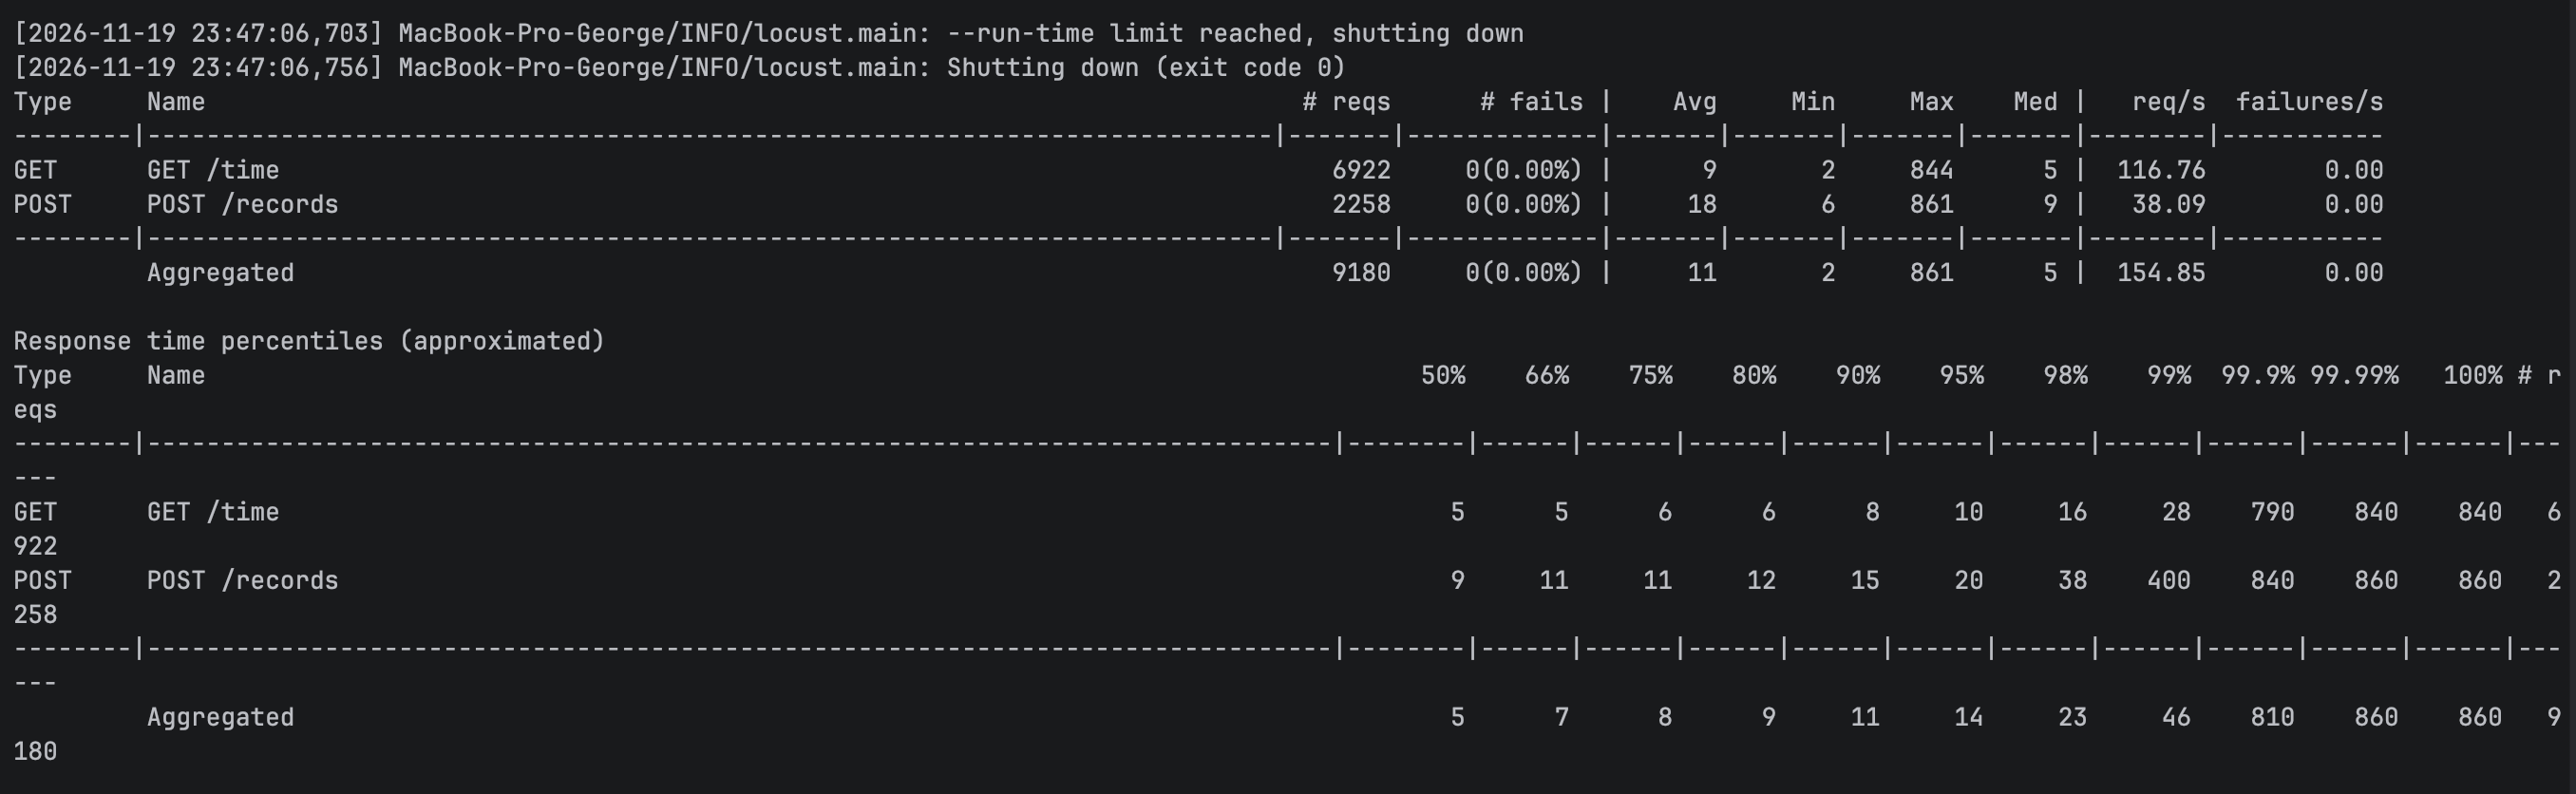 [2026-11-19 23:47:06,703] MacBook-Pro-George/INFO/locust.main: --run-time limit reached, shutting down
[2026-11-19 23:47:06,756] MacBook-Pro-George/INFO/locust.main: Shutting down (exit code 0)
Type     Name                                                                          # reqs      # fails |    Avg     Min     Max    Med |   req/s  failures/s
--------|----------------------------------------------------------------------------|-------|-------------|-------|-------|-------|-------|--------|-----------
GET      GET /time                                                                       6922     0(0.00%) |      9       2     844      5 |  116.76        0.00
POST     POST /records                                                                   2258     0(0.00%) |     18       6     861      9 |   38.09        0.00
--------|----------------------------------------------------------------------------|-------|-------------|-------|-------|-------|-------|--------|-----------
         Aggregated                                                                      9180     0(0.00%) |     11       2     861      5 |  154.85        0.00
Response time percentiles (approximated)
Type     Name                                                                                  50%    66%    75%    80%    90%    95%    98%    99%  99.9% 99.99%   100% # r
eqs
--------|--------------------------------------------------------------------------------|--------|------|------|------|------|------|------|------|------|------|------|---
---
GET      GET /time                                                                               5      5      6      6      8     10     16     28    790    840    840   6
922
POST     POST /records                                                                           9     11     11     12     15     20     38    400    840    860    860   2
258
--------|--------------------------------------------------------------------------------|--------|------|------|------|------|------|------|------|------|------|------|---
---
         Aggregated                                                                              5      7      8      9     11     14     23     46    810    860    860   9
180